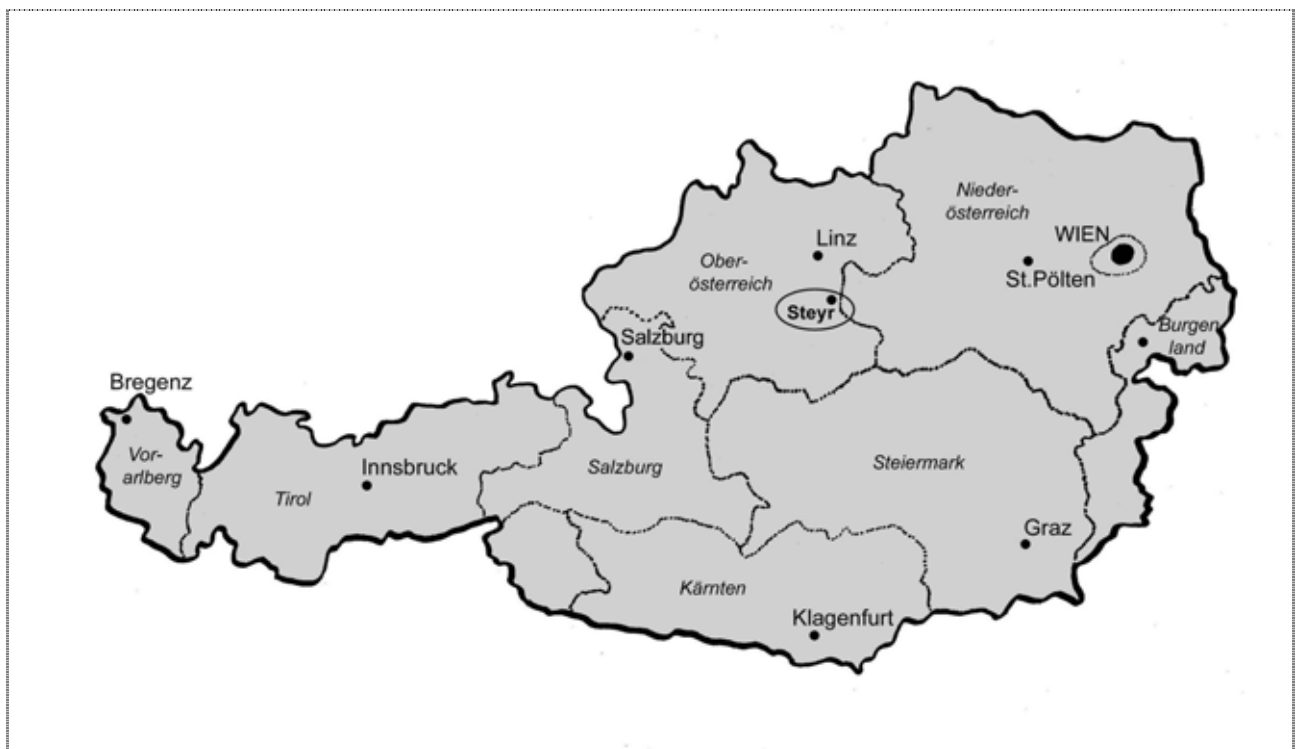 Nieder-
österreich
WIEN
Linz
Ober-
österreich
St.Pölten
Steyr
Burgen
land
Salzburg
Bregenz
Vor-
arlberg
Innsbruck
Tirol
Salzburg
Steiermark
Graz
Kärnten
Klagenfurt